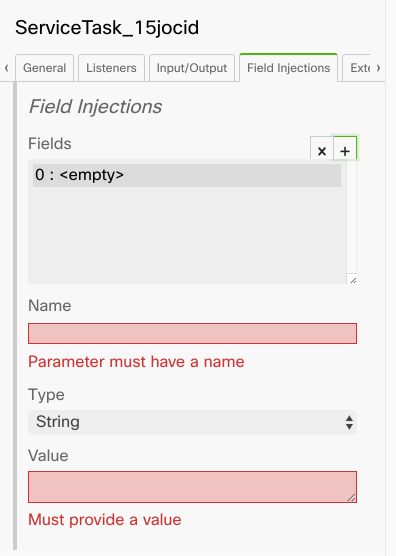 ServiceTask_15jocid
‹ General Listeners Input/Output Field Injections Exte ›
Field Injections
Fields
x +
0 : <empty>
Name
Parameter must have a name
Type
String
Value
Must provide a value